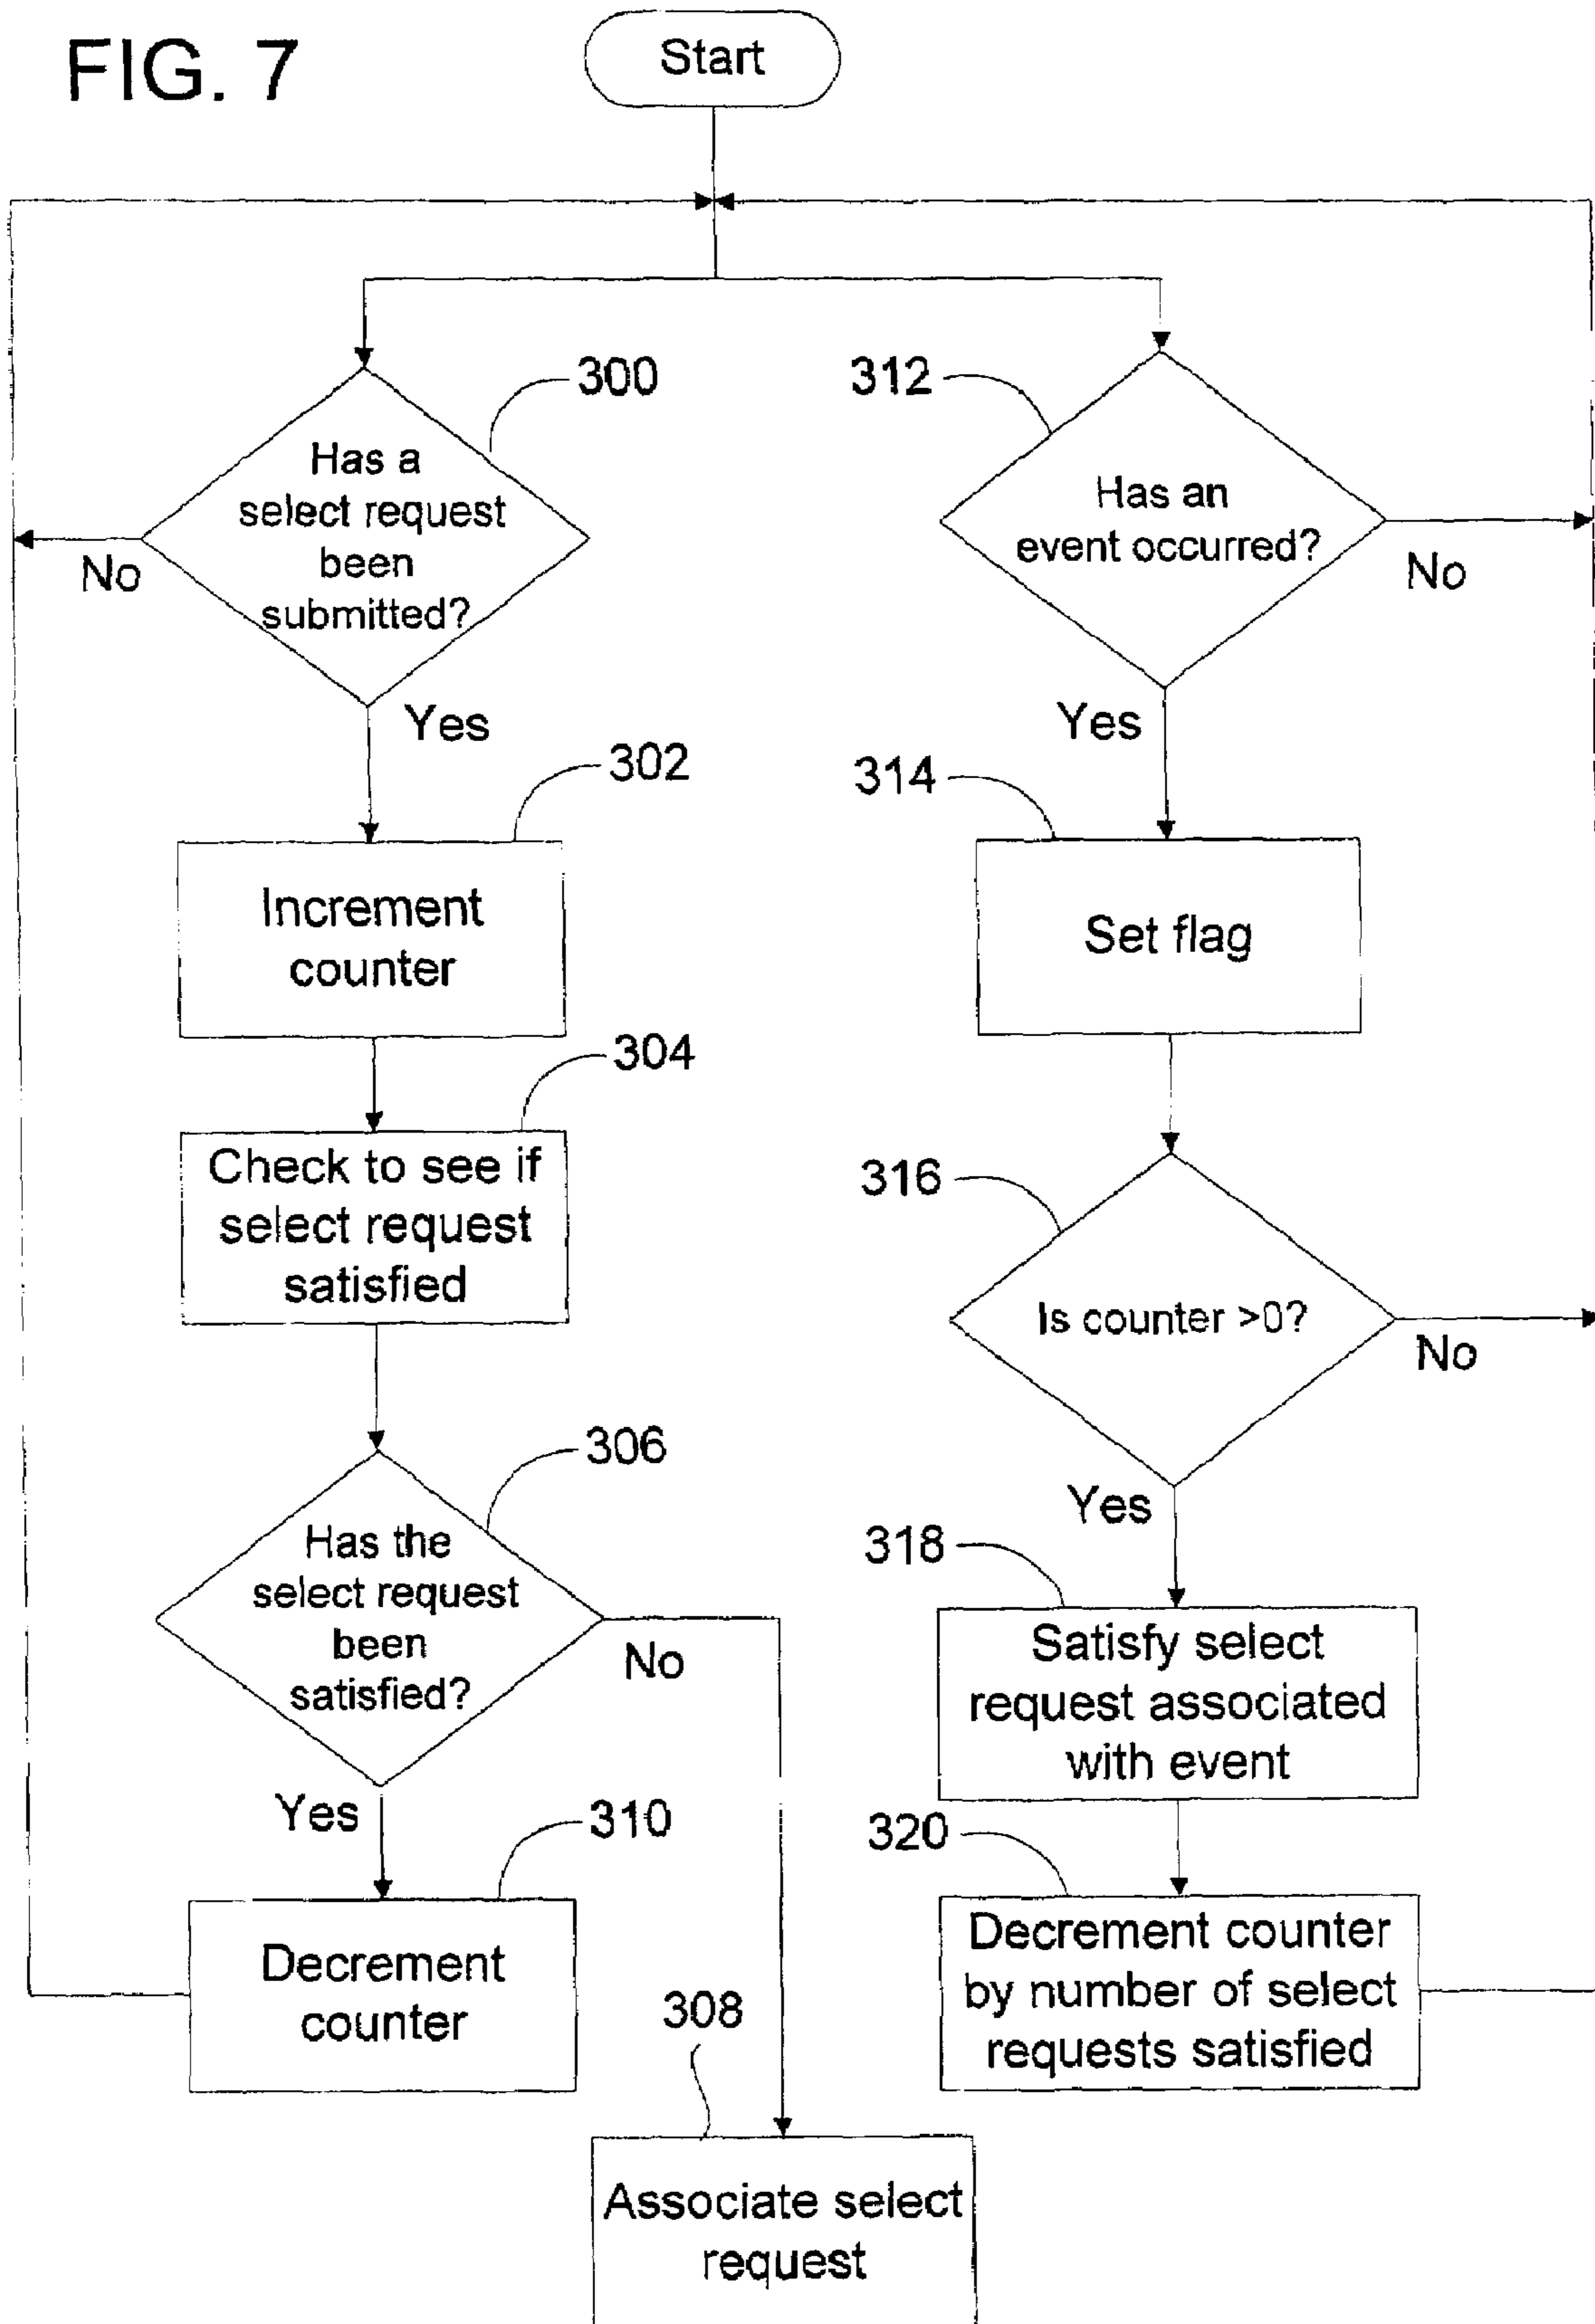 FIG. 7
Start
300
Has a
select request
been
submitted?
No
Yes
302
Increment
counter
304
Check to see if
select request
satisfied
306
Has the
select request
been
satisfied?
No
Yes
310
Decrement
counter
308
Associate select
request
312
Has an
event occurred?
No
Yes
314
Set flag
316
Is counter >0?
No
Yes
318
Satisfy select
request associated
with event
320
Decrement counter
by number of select
requests satisfied